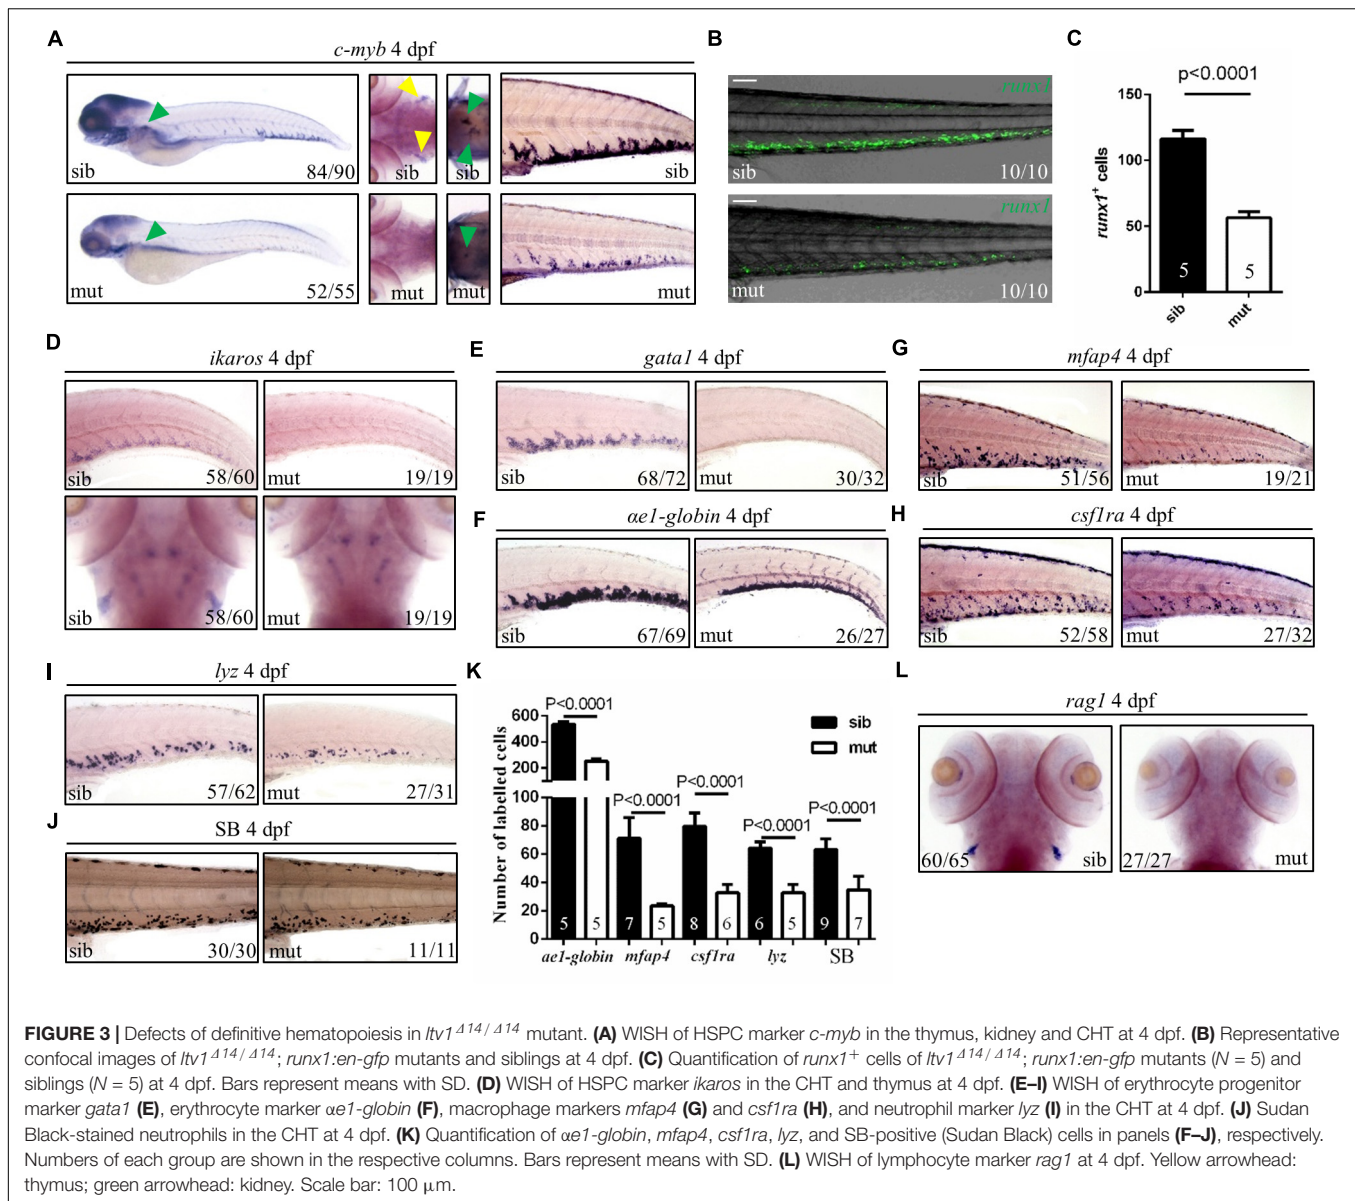 A
c-myb 4 dpf
sib
84/90
sib
sib
sib
mut
52/55
mut
mut
mut
B
runx1
sib
10/10
runx1
mut
10/10
C
p<0.0001
150
100
50
0
runx1+ cells
5
5
sib
mut
D
ikaros 4 dpf
sib
58/60
mut
19/19
58/60
19/19
E
gata1 4 dpf
sib
68/72
mut
30/32
F
αe1-globin 4 dpf
sib
67/69
mut
26/27
G
mfap4 4 dpf
sib
51/56
mut
19/21
H
csf1ra 4 dpf
sib
52/58
mut
27/32
I
lyz 4 dpf
sib
57/62
mut
27/31
J
SB 4 dpf
sib
30/30
mut
11/11
K
Number of labelled cells
600
400
200
100
80
60
40
20
0
P<0.0001
P<0.0001
P<0.0001
P<0.0001
P<0.0001
sib
mut
5
5
7
5
8
6
6
5
9
7
ae1-globin
mfap4
csf1ra
lyz
SB
L
rag1 4 dpf
60/65
sib
27/27
mut
FIGURE 3 | Defects of definitive hematopoiesis in ltv1Δ14/Δ14 mutant. (A) WISH of HSPC marker c-myb in the thymus, kidney and CHT at 4 dpf. (B) Representative
confocal images of ltv1Δ14/Δ14; runx1:en-gfp mutants and siblings at 4 dpf. (C) Quantification of runx1+ cells of ltv1Δ14/Δ14; runx1:en-gfp mutants (N = 5) and
siblings (N = 5) at 4 dpf. Bars represent means with SD. (D) WISH of HSPC marker ikaros in the CHT and thymus at 4 dpf. (E–I) WISH of erythrocyte progenitor
marker gata1 (E), erythrocyte marker αe1-globin (F), macrophage markers mfap4 (G) and csf1ra (H), and neutrophil marker lyz (I) in the CHT at 4 dpf. (J) Sudan
Black-stained neutrophils in the CHT at 4 dpf. (K) Quantification of αe1-globin, mfap4, csf1ra, lyz, and SB-positive (Sudan Black) cells in panels (F–J), respectively.
Numbers of each group are shown in the respective columns. Bars represent means with SD. (L) WISH of lymphocyte marker rag1 at 4 dpf. Yellow arrowhead:
thymus; green arrowhead: kidney. Scale bar: 100 μm.